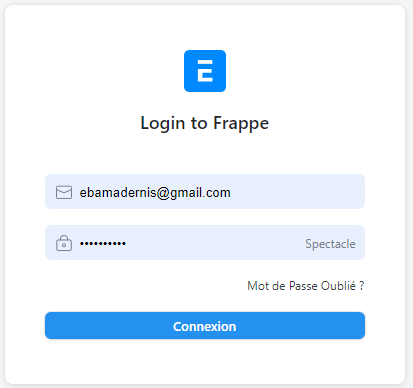 E
Login to Frappe
ebamadernis@gmail.com
•••••••••• Spectacle
Mot de Passe Oublié ?
Connexion